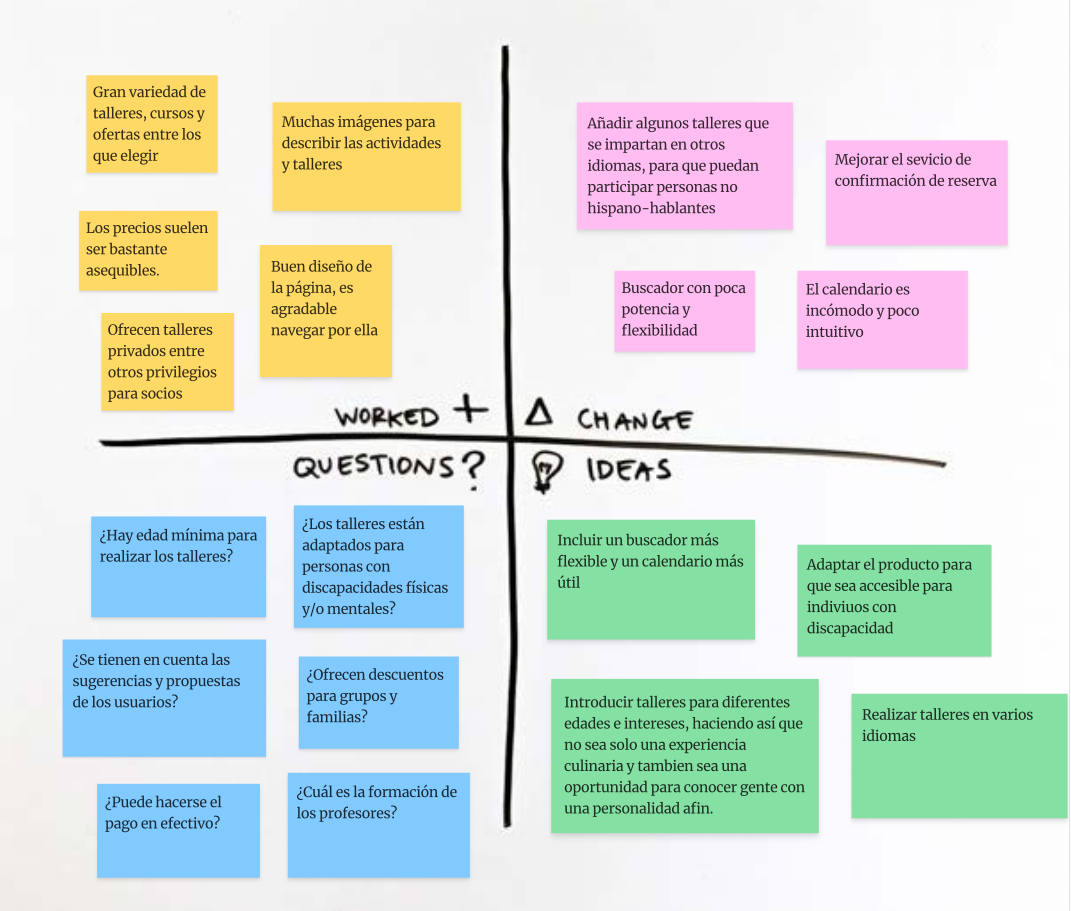 Gran variedad de
talleres, cursos y
ofertas entre los
que elegir
Muchas imágenes para
describir las actividades
y talleres
Los precios suelen
ser bastante
asequibles.
Buen diseño de
la página, es
agradable
navegar por ella
Ofrecen talleres
privados entre
otros privilegios
para socios
WORKED +
Añadir algunos talleres que
se impartan en otros
idiomas, para que puedan
participar personas no
hispano-hablantes
Mejorar el sevicio de
confirmación de reserva
Buscador con poca
potencia y
flexibilidad
El calendario es
incómodo y poco
intuitivo
Δ CHANGE
QUESTIONS?
¿Hay edad mínima para
realizar los talleres?
¿Los talleres están
adaptados para
personas con
discapacidades físicas
y/o mentales?
¿Se tienen en cuenta las
sugerencias y propuestas
de los usuarios?
¿Ofrecen descuentos
para grupos y
familias?
¿Puede hacerse el
pago en efectivo?
¿Cuál es la formación de
los profesores?
IDEAS
Incluir un buscador más
flexible y un calendario más
útil
Adaptar el producto para
que sea accesible para
indiviuos con
discapacidad
Introducir talleres para diferentes
edades e intereses, haciendo así que
no sea solo una experiencia
culinaria y tambien sea una
oportunidad para conocer gente con
una personalidad afin.
Realizar talleres en varios
idiomas